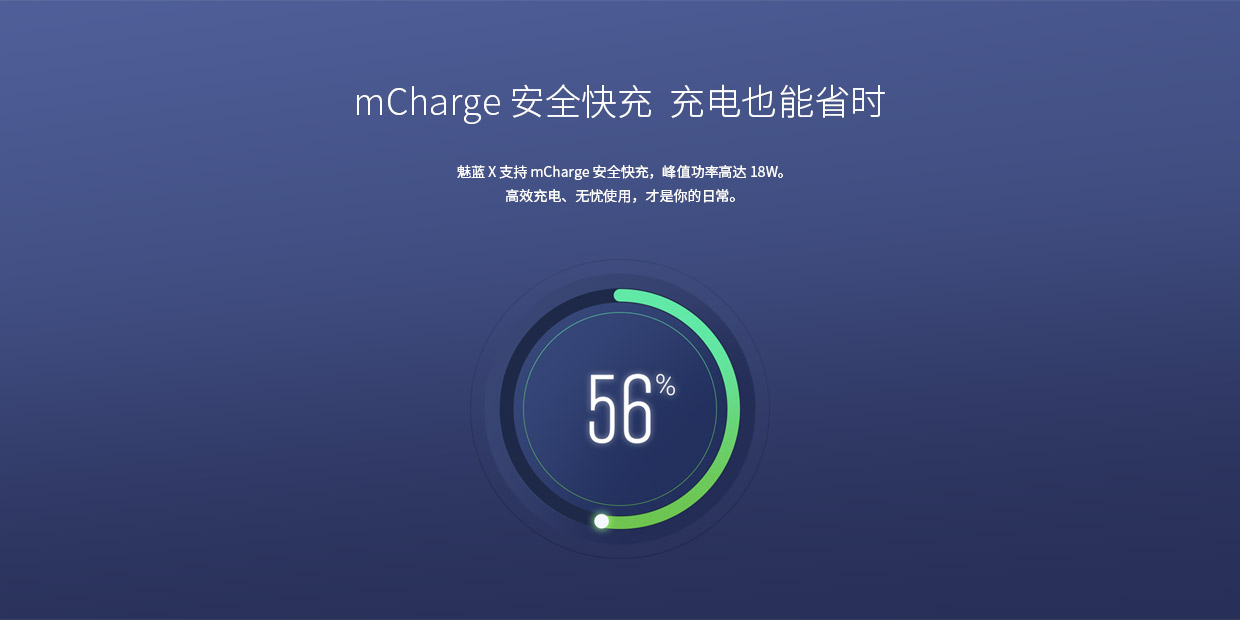 mCharge 安全快充 充电也能省时
魅蓝 X 支持 mCharge 安全快充，峰值功率高达 18W。
高效充电、无忧使用，才是你的日常。
56%